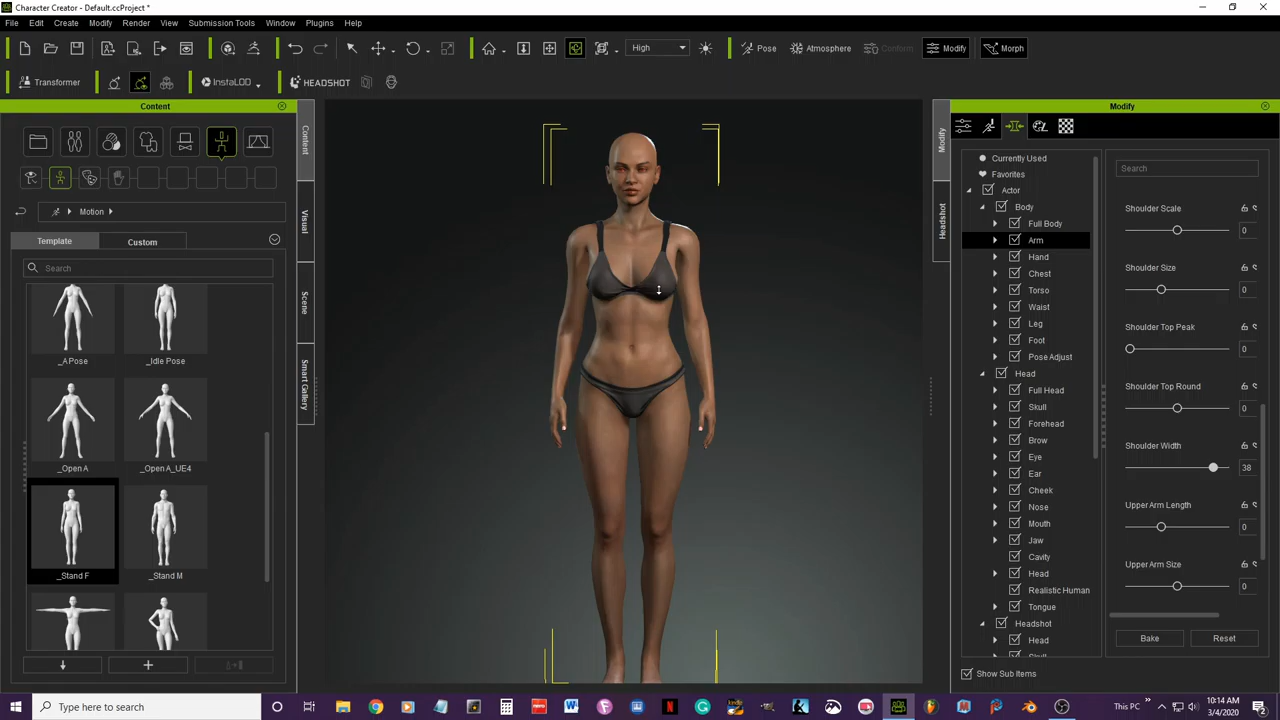 Character Creator - Default.ccProject *
File Edit Create Modify Render View Submission Tools Window Plugins Help
High Pose Atmosphere Conform Modify Morph
Transformer InstaLOD HEADSHOT
Content
Motion
Template Custom
Search
_APose _Idle Pose
_Open A _Open A_UE4
_Stand F _Stand M
Content
Visual
Scene
Smart Gallery
Modify
Headshot
Modify
Currently Used
Favorites
Actor
Body
Full Body
Arm
Hand
Chest
Torso
Waist
Leg
Foot
Pose Adjust
Head
Full Head
Skull
Forehead
Brow
Eye
Ear
Cheek
Nose
Mouth
Jaw
Cavity
Head
Realistic Human
Tongue
Headshot
Head
Skull
Show Sub Items
Search
Shoulder Scale
0
Shoulder Size
0
Shoulder Top Peak
0
Shoulder Top Round
0
Shoulder Width
38
Upper Arm Length
0
Upper Arm Size
0
Bake Reset
Type here to search
This PC
10:14 AM
3/4/2020